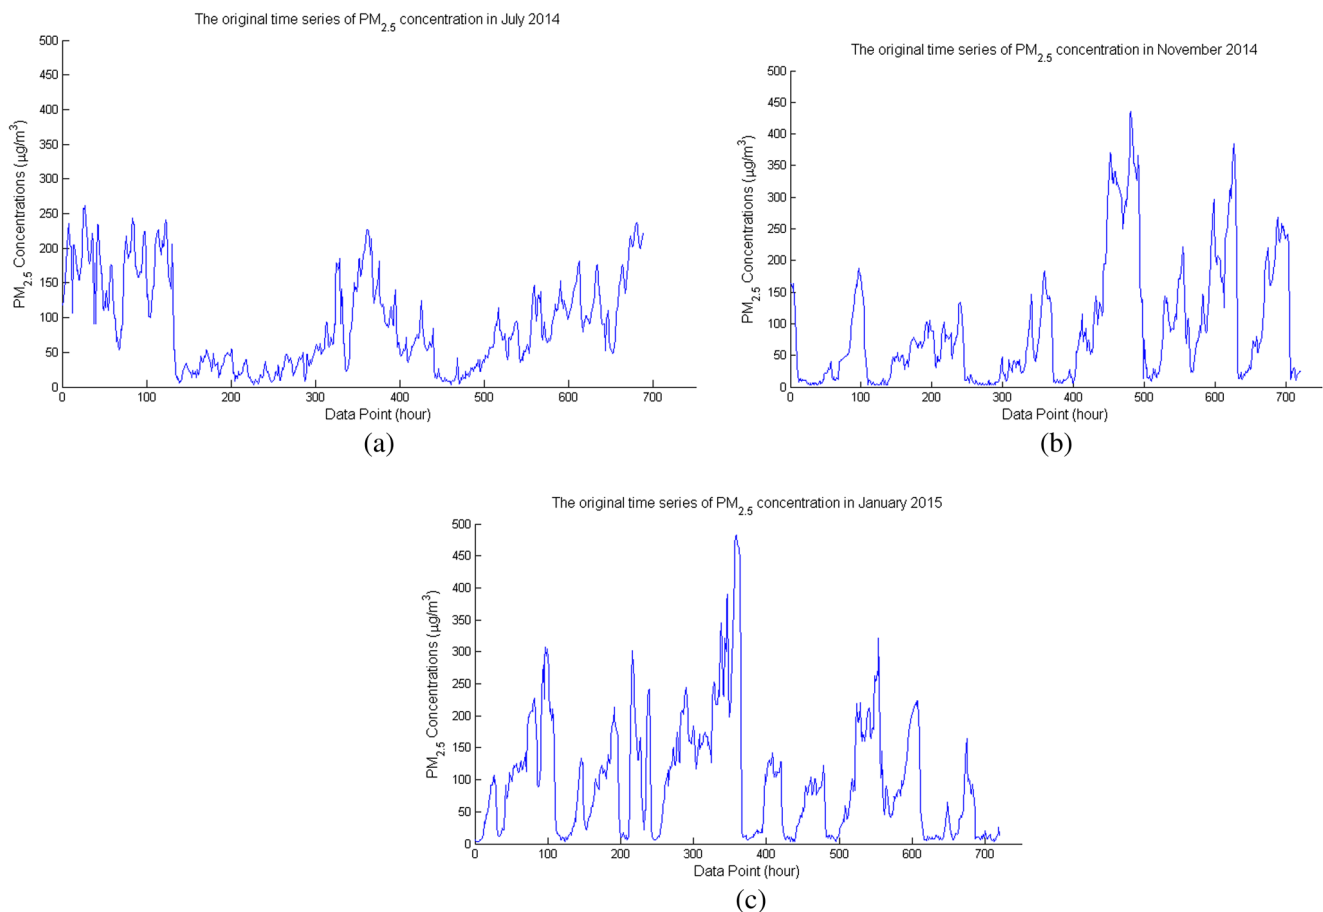 The original time series of PM2.5 concentration in July 2014
500
450
400
350
300
250
200
150
100
50
0
PM2.5 Concentrations (μg/m3)
0 100 200 300 400 500 600 700
Data Point (hour)
(a)
The original time series of PM2.5 concentration in November 2014
500
450
400
350
300
250
200
150
100
50
0
PM2.5 Concentrations (μg/m3)
0 100 200 300 400 500 600 700
Data Point (hour)
(b)
The original time series of PM2.5 concentration in January 2015
500
450
400
350
300
250
200
150
100
50
0
PM2.5 Concentrations (μg/m3)
0 100 200 300 400 500 600 700
Data Point (hour)
(c)